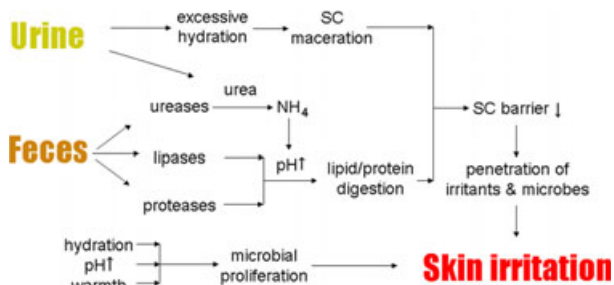 Urine
excessive
hydration
SC
maceration
urea
ureases
NH₄
SC barrier ↓
Feces
lipases
pH↑
lipid/protein
digestion
penetration of
irritants & microbes
proteases
hydration
pH↑
warmth
microbial
proliferation
Skin irritation